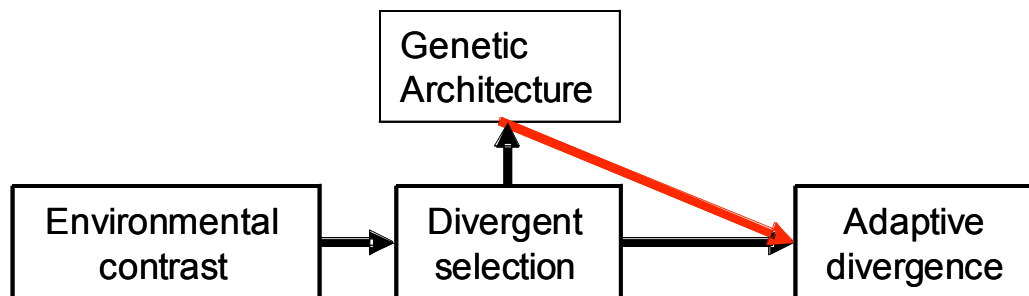 Genetic
Architecture
Environmental
contrast
Divergent
selection
Adaptive
divergence